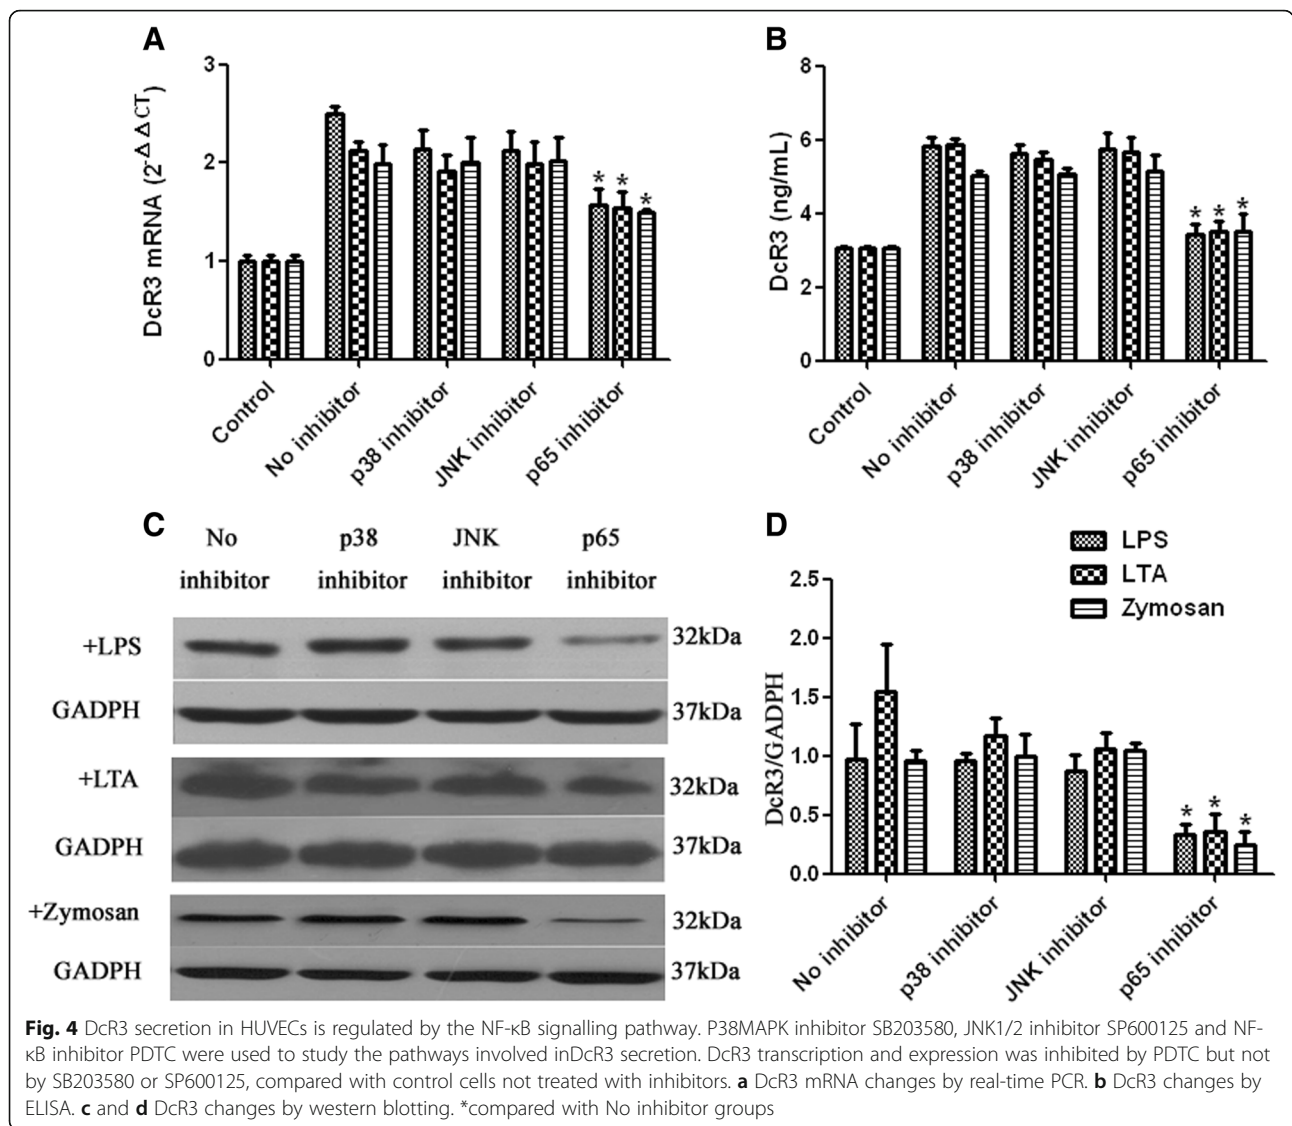 A
DcR3 mRNA (2^-ΔΔCT)
3
2
1
0
Control
No inhibitor
p38 inhibitor
JNK inhibitor
p65 inhibitor
* * *
B
DcR3 (ng/mL)
8
6
4
2
0
Control
No inhibitor
p38 inhibitor
JNK inhibitor
p65 inhibitor
* * *
C
No inhibitor
p38 inhibitor
JNK inhibitor
p65 inhibitor
+LPS 32kDa
GADPH 37kDa
+LTA 32kDa
GADPH 37kDa
+Zymosan 32kDa
GADPH 37kDa
D
LPS
LTA
Zymosan
DcR3/GADPH
2.5
2.0
1.5
1.0
0.5
0.0
No inhibitor
p38 inhibitor
JNK inhibitor
p65 inhibitor
* * *
Fig. 4 DcR3 secretion in HUVECs is regulated by the NF-κB signalling pathway. P38MAPK inhibitor SB203580, JNK1/2 inhibitor SP600125 and NF-
κB inhibitor PDTC were used to study the pathways involved inDcR3 secretion. DcR3 transcription and expression was inhibited by PDTC but not
by SB203580 or SP600125, compared with control cells not treated with inhibitors. a DcR3 mRNA changes by real-time PCR. b DcR3 changes by
ELISA. c and d DcR3 changes by western blotting. *compared with No inhibitor groups